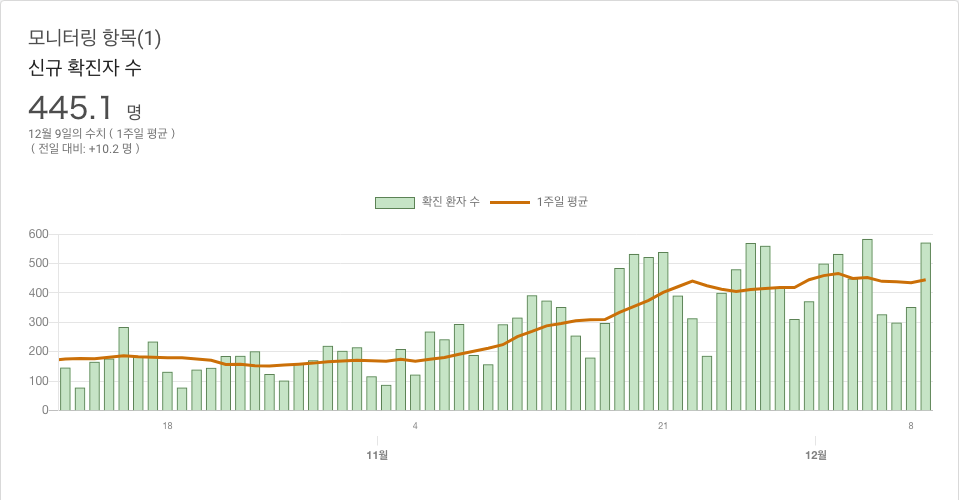 모니터링 항목(1)
신규 확진자 수
445.1 명
12월 9일의 수치 ( 1주일 평균 )
( 전일 대비: +10.2 명 )
확진 환자 수 1주일 평균
600
500
400
300
200
100
0
18 4 21 8
11월 12월